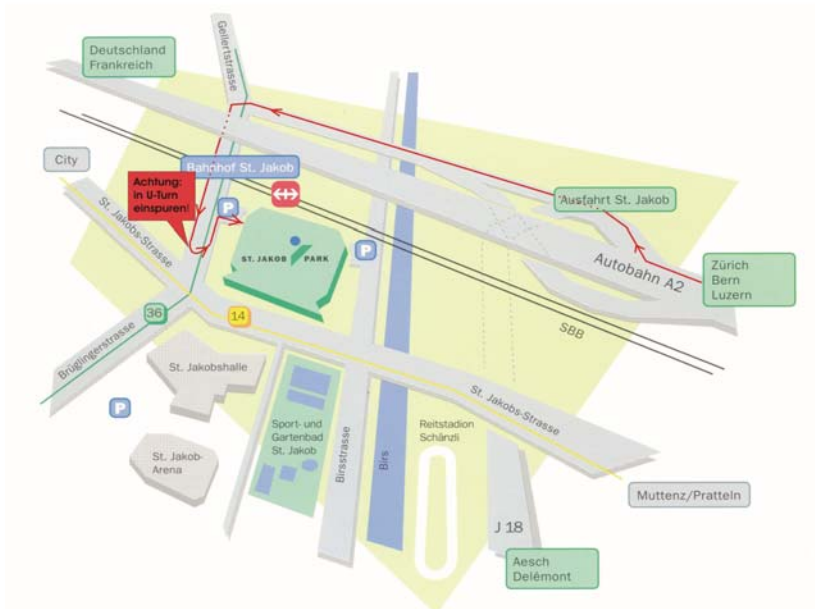 Deutschland
Frankreich
Gellertstrasse
City
Bahnhof St. Jakob
Achtung:
in U-Turn
einspuren!
P
St. Jakobs-Strasse
ST. JAKOB PARK
P
Ausfahrt St. Jakob
Autobahn A2
Zürich
Bern
Luzern
SBB
36
14
Brüglingerstrasse
St. Jakobshalle
P
St. Jakob-
Arena
Sport- und
Gartenbad
St. Jakob
Birsstrasse
Birs
Reitstadion
Schänzli
St. Jakobs-Strasse
Muttenz/Pratteln
J 18
Aesch
Delémont